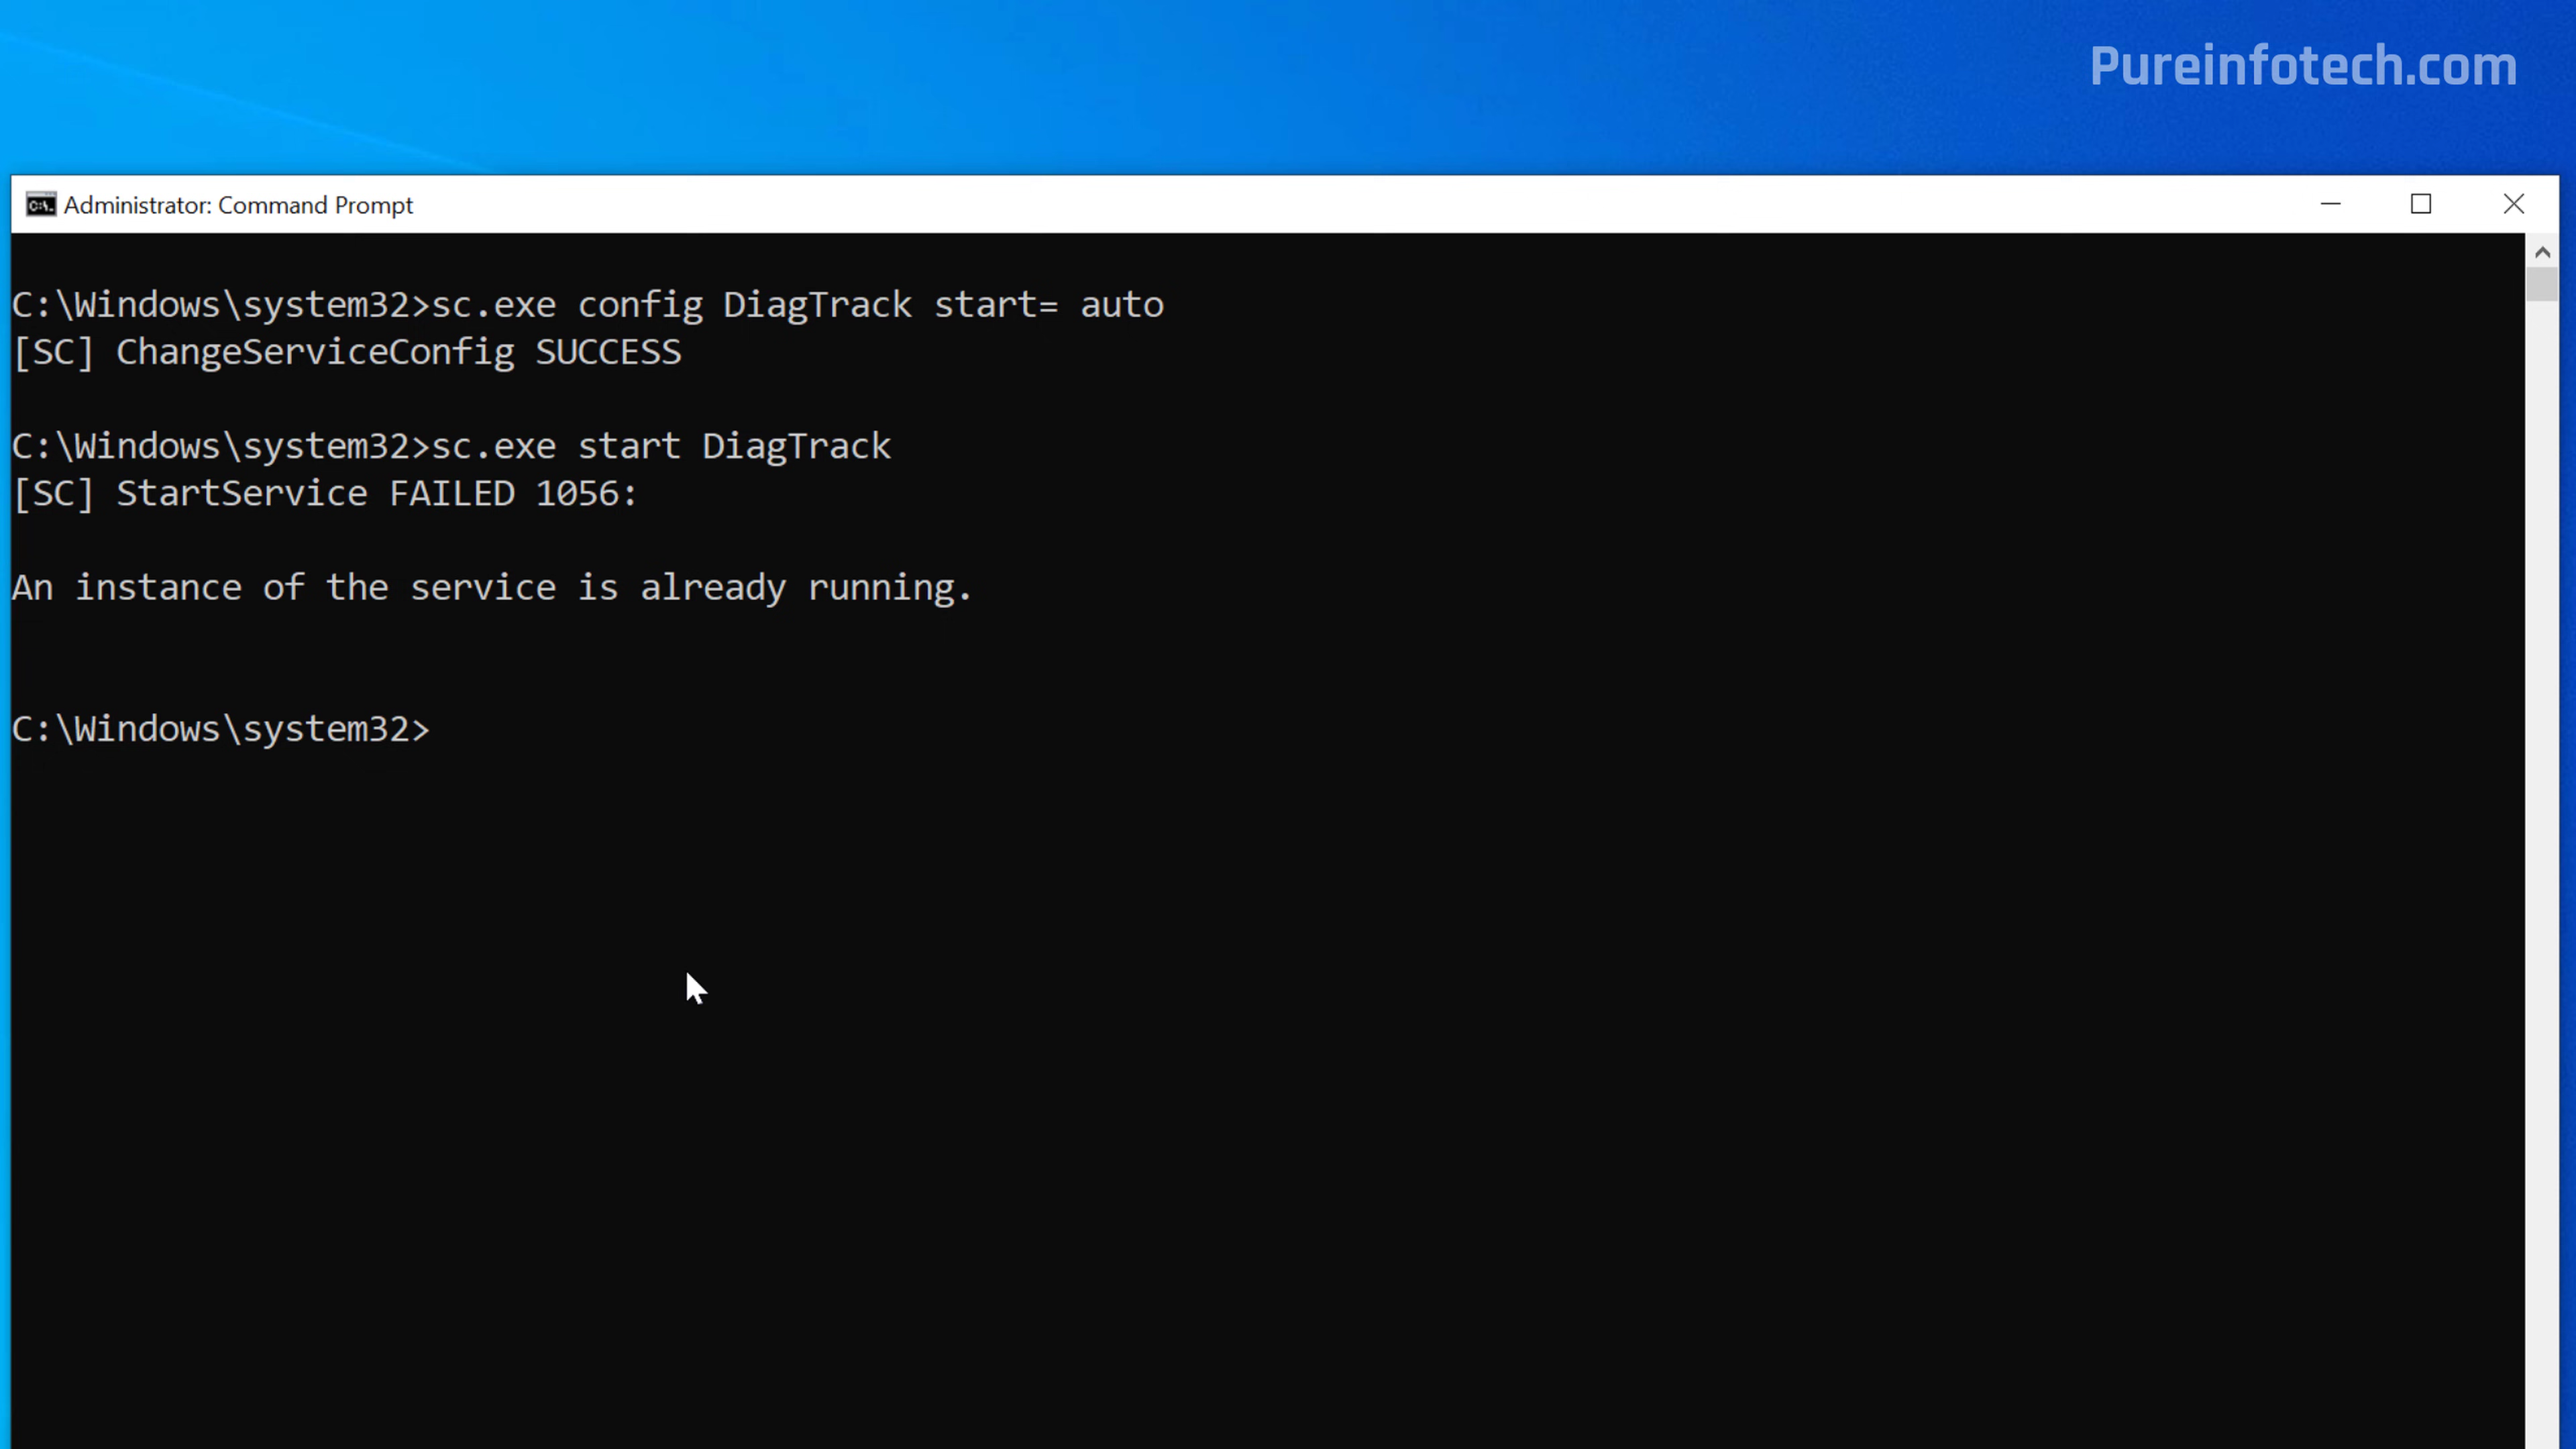 Pureinfotech.com
Administrator: Command Prompt
C:\Windows\system32>sc.exe config DiagTrack start= auto
[SC] ChangeServiceConfig SUCCESS
C:\Windows\system32>sc.exe start DiagTrack
[SC] StartService FAILED 1056:
An instance of the service is already running.
C:\Windows\system32>